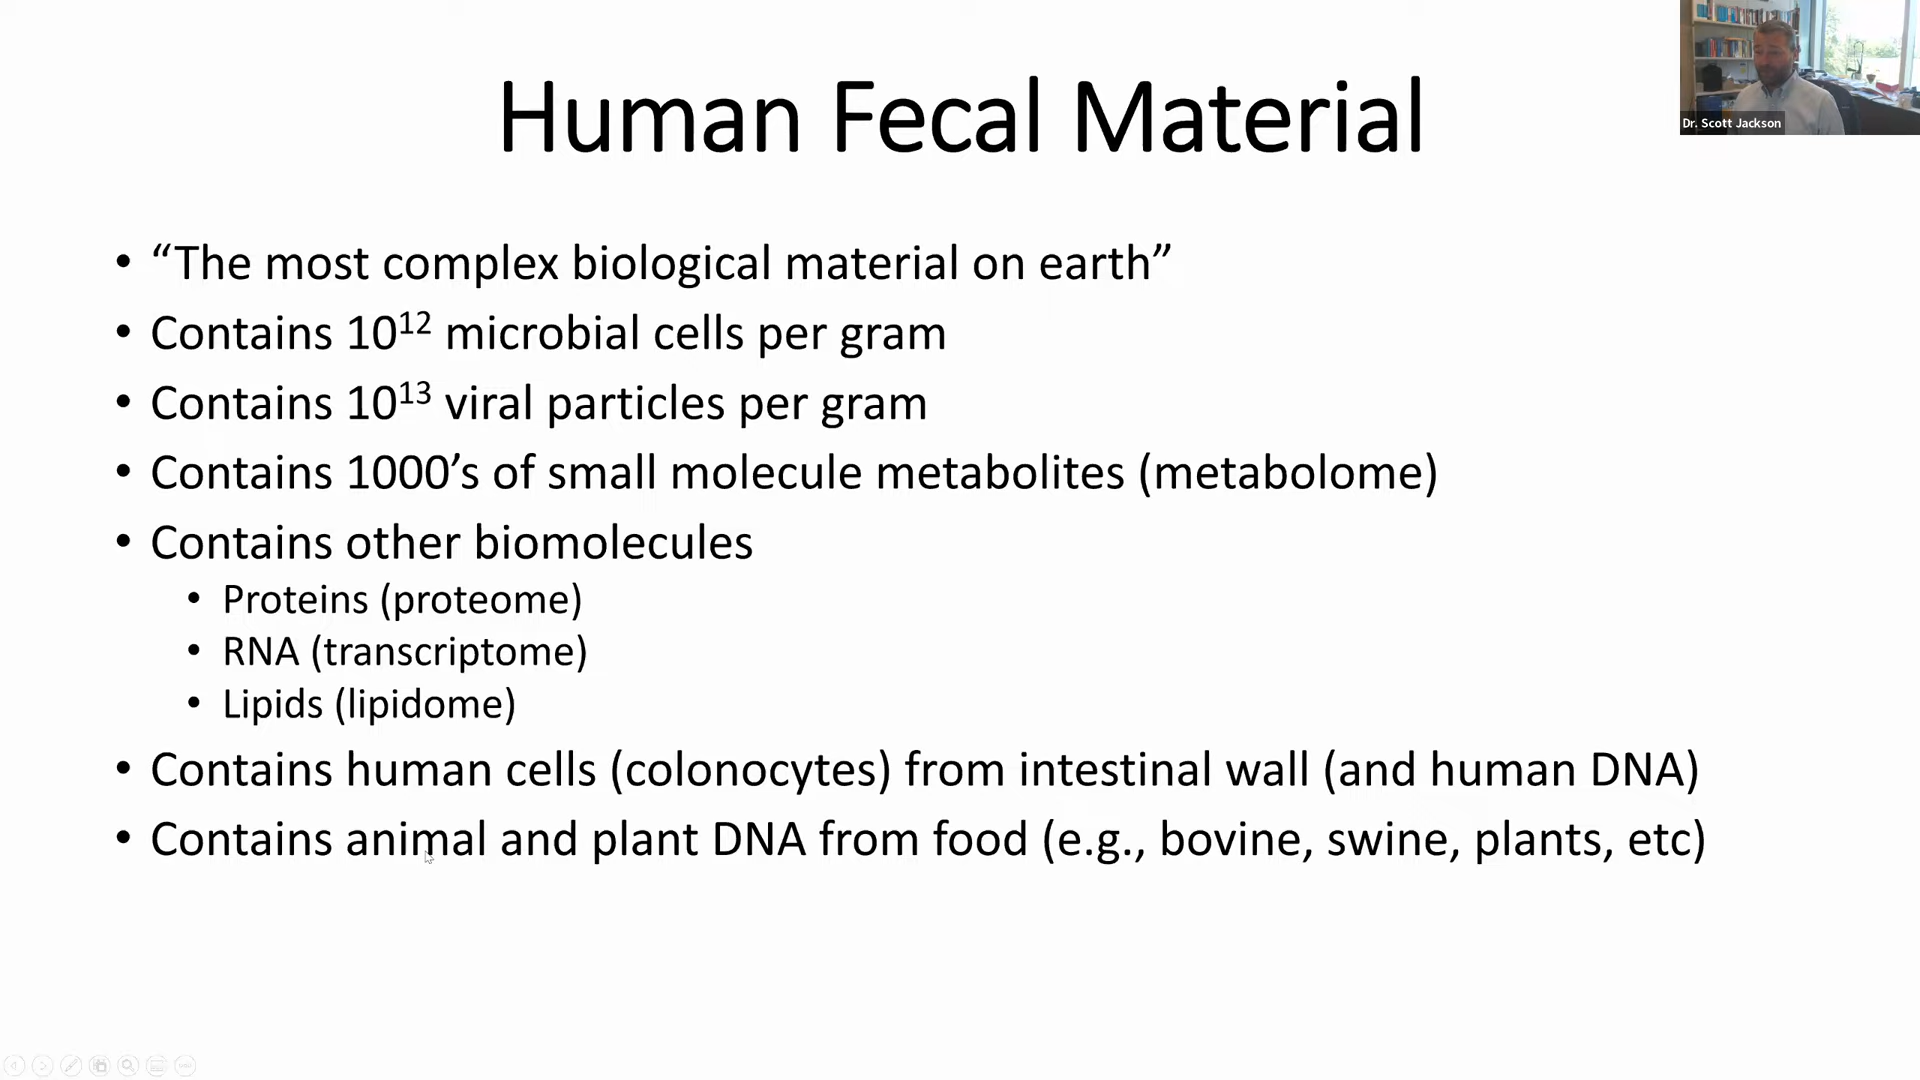 Human Fecal Material
Dr. Scott Jackson
• “The most complex biological material on earth”
• Contains 10¹² microbial cells per gram
• Contains 10¹³ viral particles per gram
• Contains 1000’s of small molecule metabolites (metabolome)
• Contains other biomolecules
• Proteins (proteome)
• RNA (transcriptome)
• Lipids (lipidome)
• Contains human cells (colonocytes) from intestinal wall (and human DNA)
• Contains animal and plant DNA from food (e.g., bovine, swine, plants, etc)